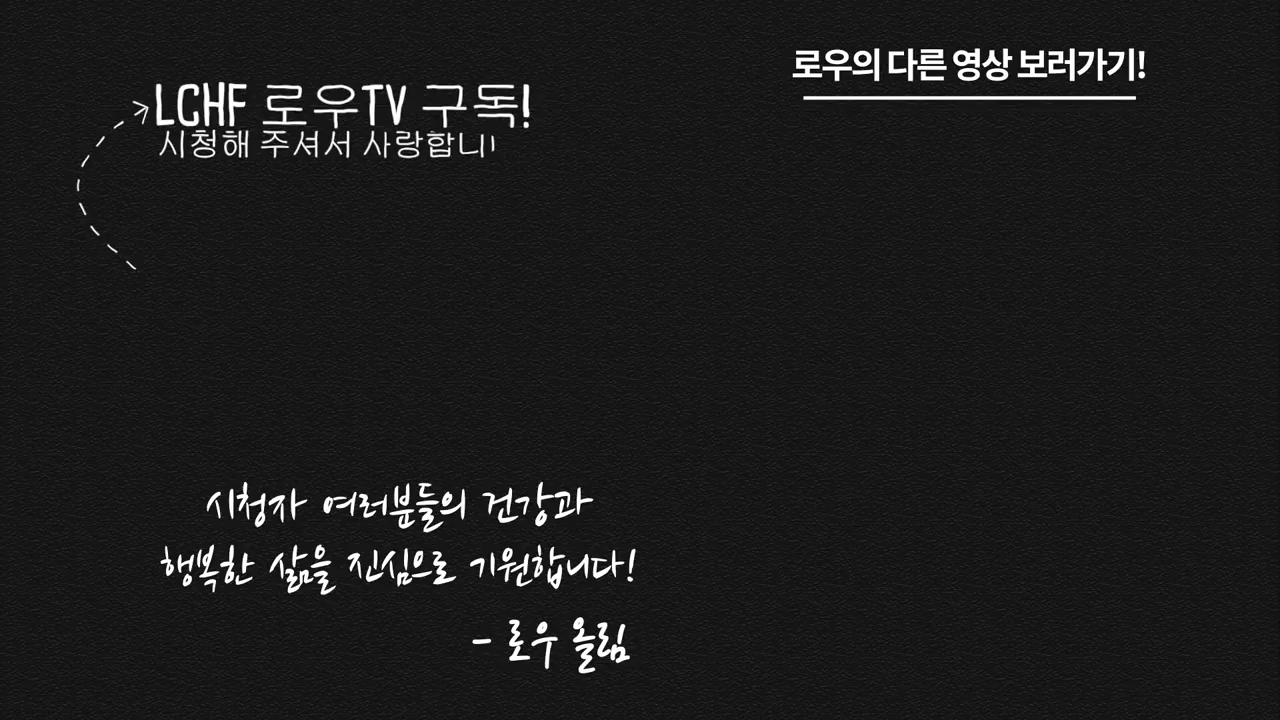 LCHF 로우TV 구독!
시청해 주셔서 사랑합니
로우의 다른 영상 보러가기!
시청자 여러분들의 건강과
행복한 삶을 진심으로 기원합니다!
- 로우 올림